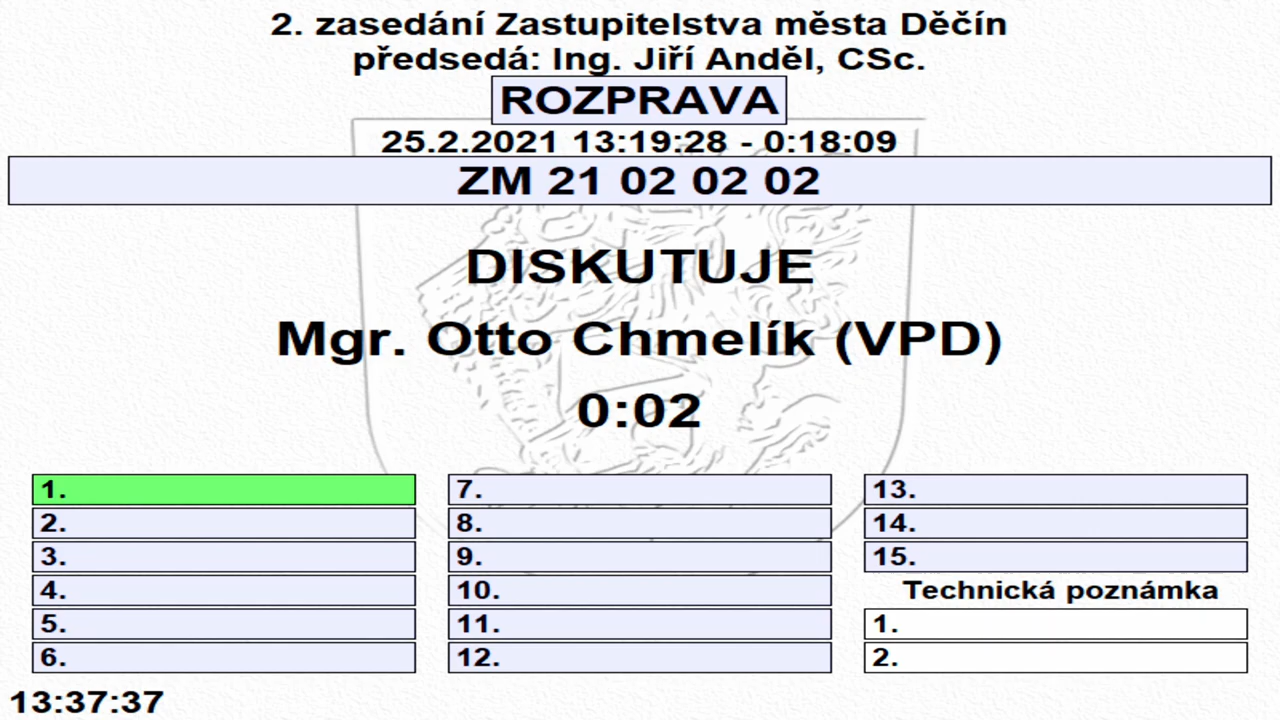 2. zasedání Zastupitelstva města Děčín
předsedá: Ing. Jiří Anděl, CSc.
ROZPRAVA
25.2.2021 13:19:28 - 0:18:09
ZM 21 02 02 02
DISKUTUJE
Mgr. Otto Chmelík (VPD)
0:02
1.
2.
3.
4.
5.
6.
7.
8.
9.
10.
11.
12.
13.
14.
15.
Technická poznámka
1.
2.
13:37:37